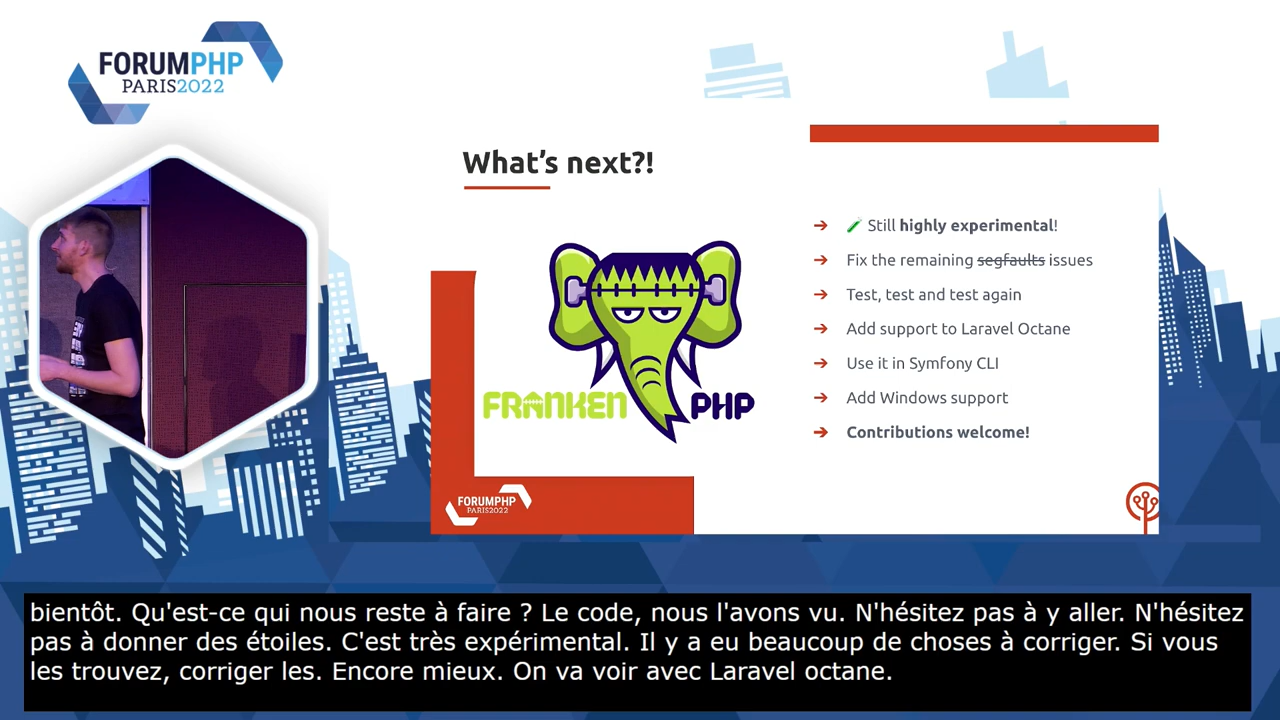 FORUMPHP
PARIS2022
What's next?!
Still highly experimental!
Fix the remaining segfaults issues
Test, test and test again
Add support to Laravel Octane
Use it in Symfony CLI
Add Windows support
Contributions welcome!
FRANKEN PHP
FORUMPHP
PARIS2022
bientôt. Qu'est-ce qui nous reste à faire ? Le code, nous l'avons vu. N'hésitez pas à y aller. N'hésitez
pas à donner des étoiles. C'est très expérimental. Il y a eu beaucoup de choses à corriger. Si vous
les trouvez, corriger les. Encore mieux. On va voir avec Laravel octane.